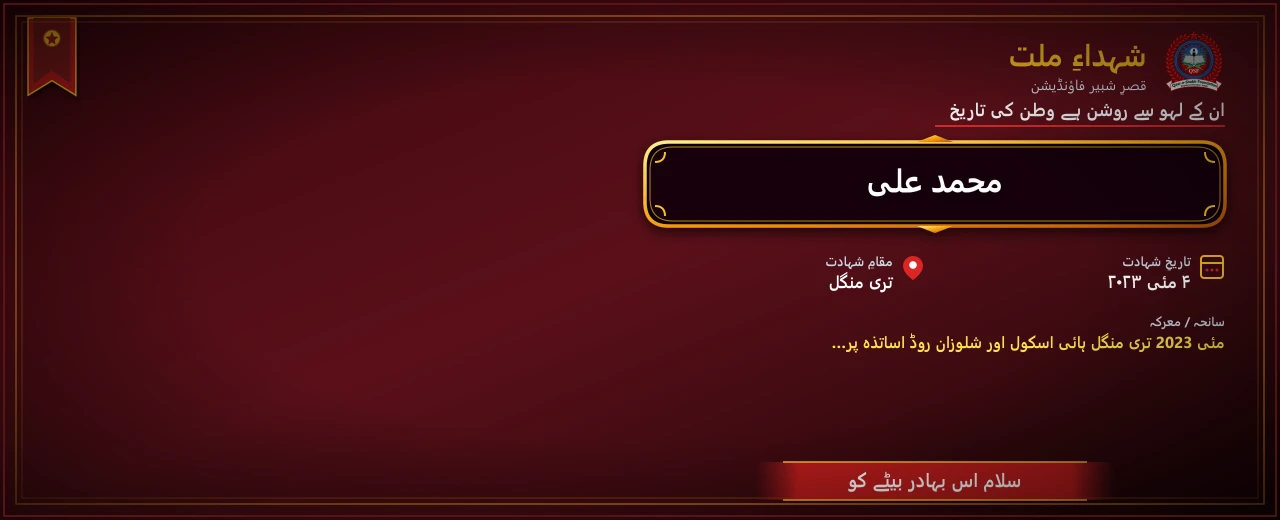 شہداءِ ملت
قصرِ شبیر فاؤنڈیشن
ان کے لہو سے روشن ہے وطن کی تاریخ
محمد علی
تاریخِ شہادت
۴ مئی ۲۰۲۳
مقامِ شہادت
تری منگل
سانحہ / معرکہ
مئی 2023 تری منگل ہائی اسکول اور شلوزان روڈ اساتذہ پر...
سلام اس بہادر بیٹے کو